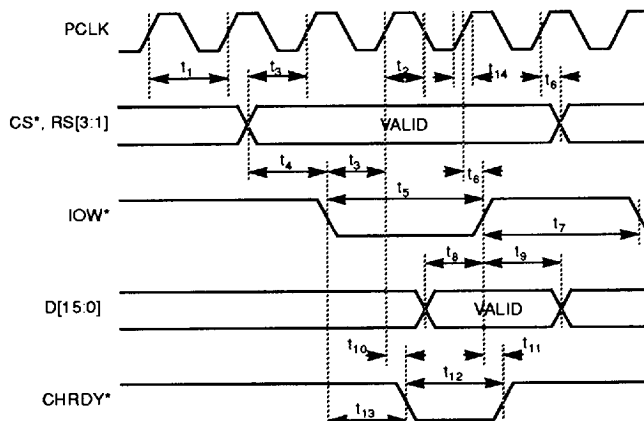 PCLK
t1 t3 t2 t14 t6
CS*, RS[3:1] VALID
t4 t3 t6
t5
IOW* t7
t8 t9
D[15:0] VALID
t10 t12 t11
CHRDY*
t13